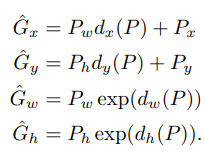 Ĝ_x = P_w d_x(P) + P_x
Ĝ_y = P_h d_y(P) + P_y
Ĝ_w = P_w exp(d_w(P))
Ĝ_h = P_h exp(d_h(P)).